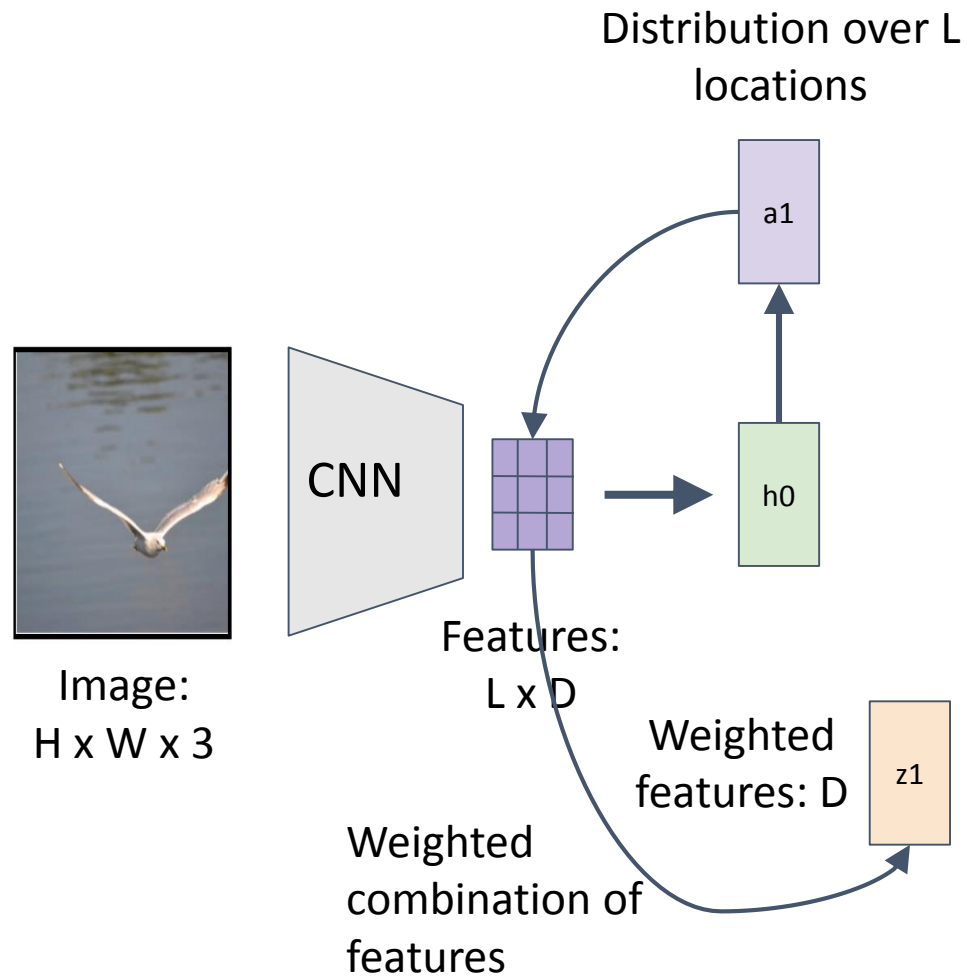 Distribution over L
locations
a1
CNN
h0
Features:
L x D
Image:
H x W x 3
Weighted
features: D
z1
Weighted
combination of
features